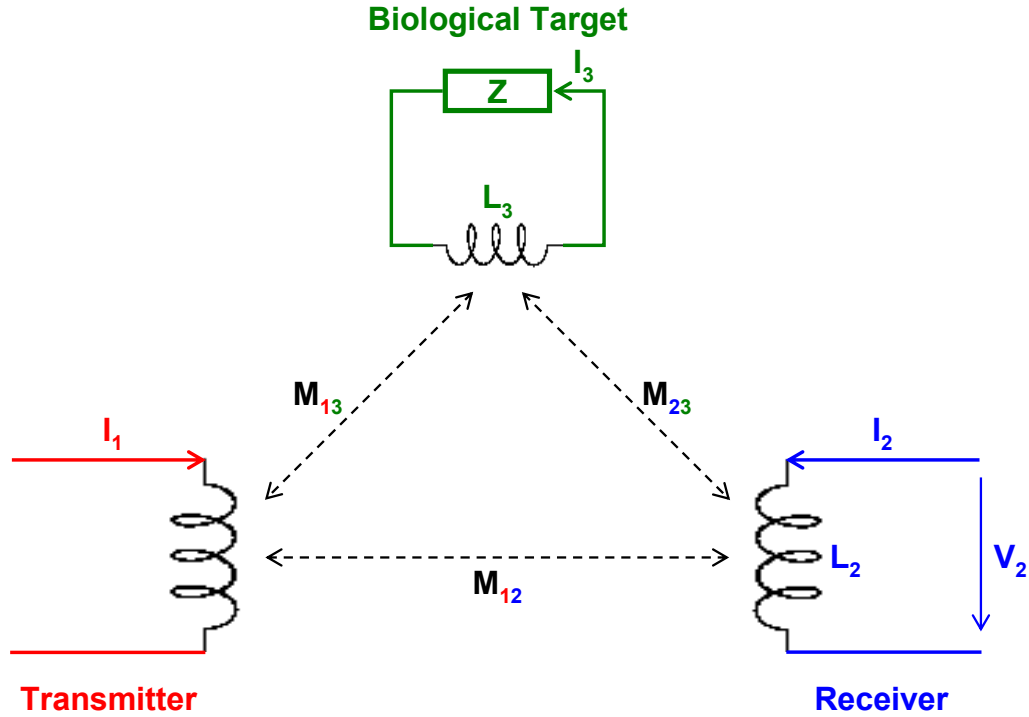 Biological Target
I3
Z
L3
M13
M23
I1
I2
L2
V2
M12
Transmitter
Receiver